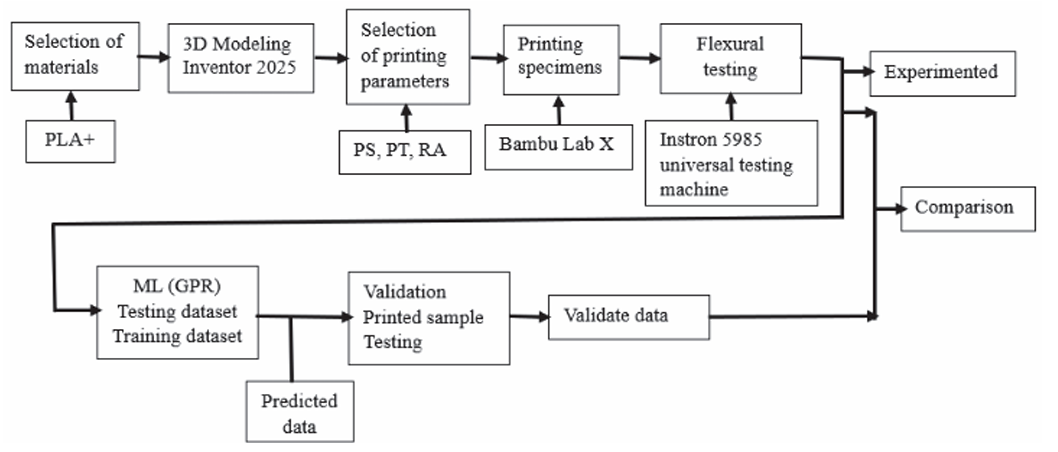 Selection of
materials
3D Modeling
Inventor 2025
Selection
of printing
parameters
Printing
specimens
Flexural
testing
Experimented
PLA+
PS, PT, RA
Bambu Lab X
Instron 5985
universal testing
machine
Comparison
ML (GPR)
Testing dataset
Training dataset
Validation
Printed sample
Testing
Validate data
Predicted
data